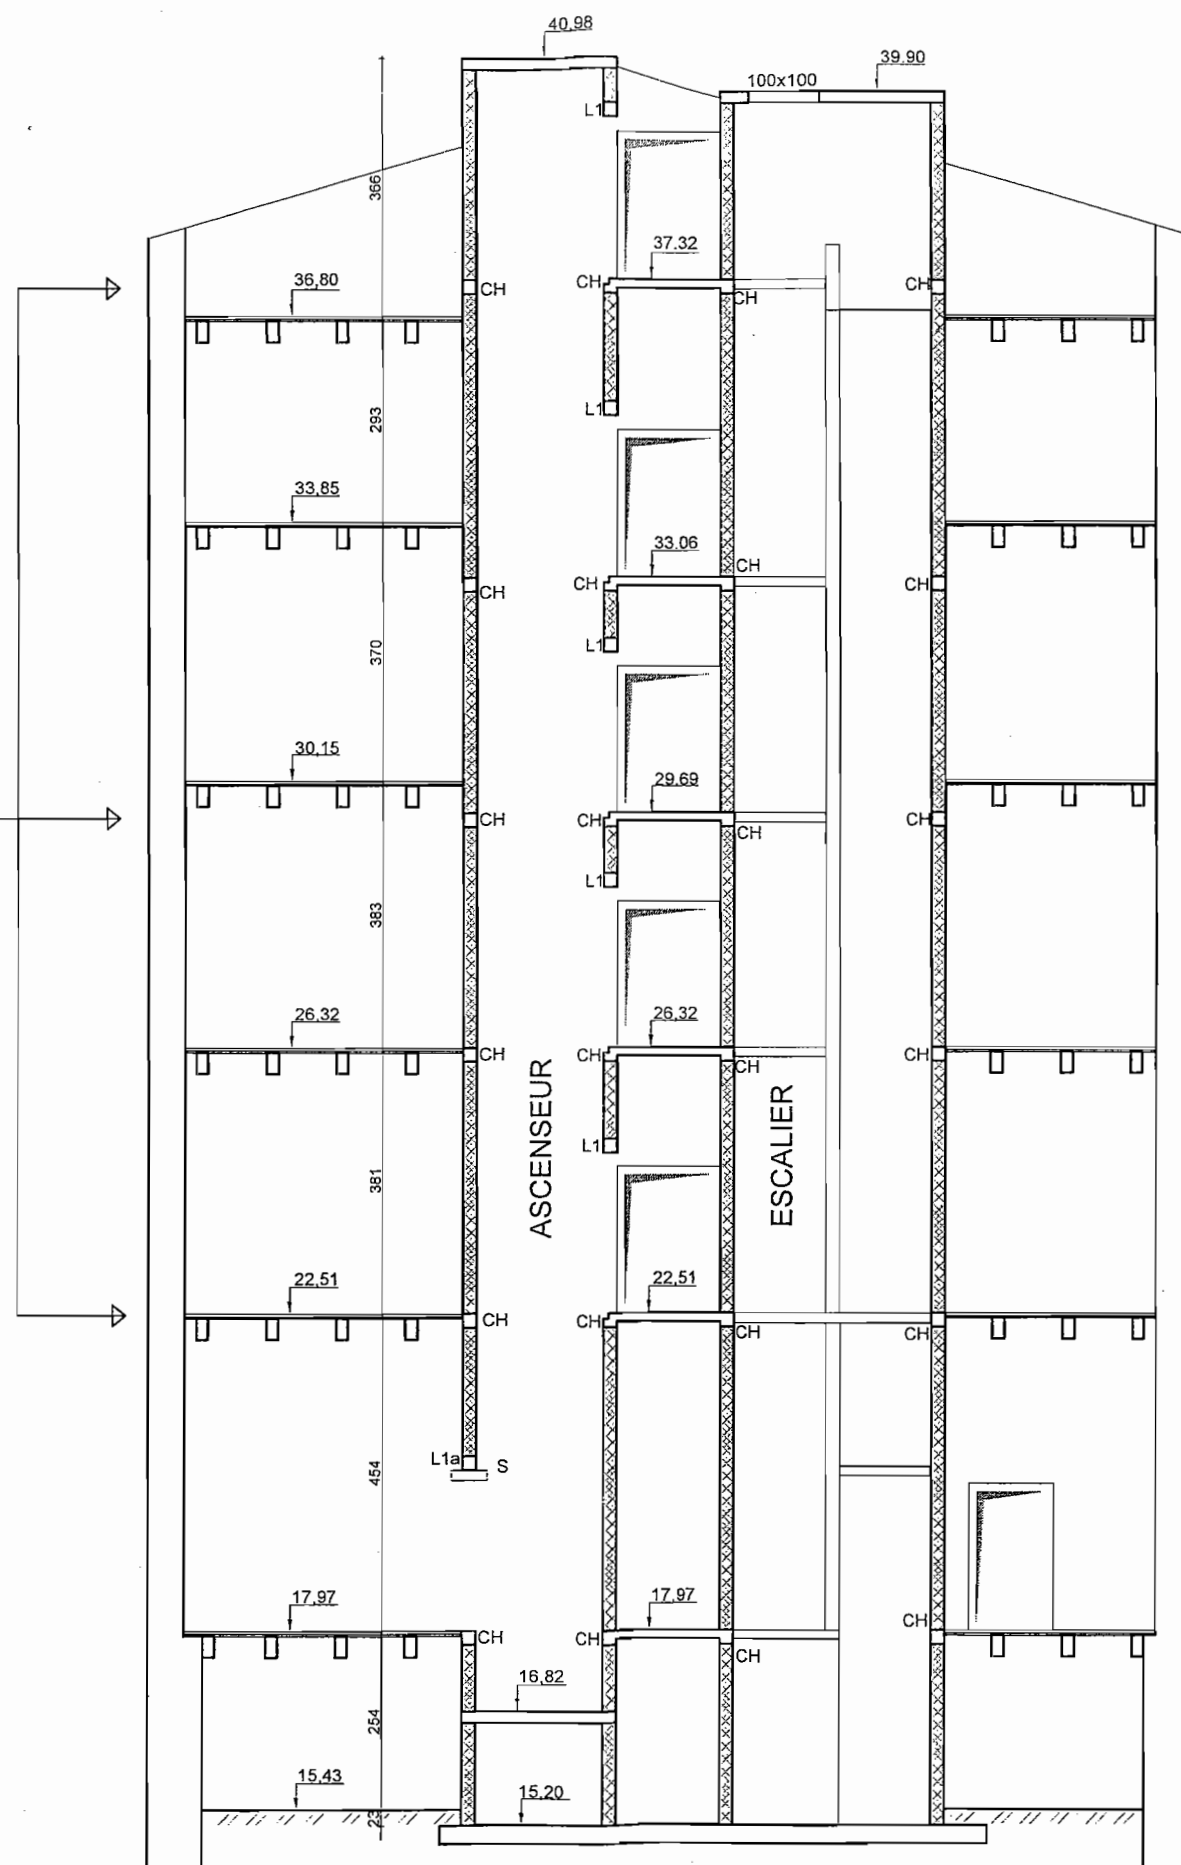 40,98
39.90
100x100
L1
366
37.32
36,80
CH
CH
CH
CH
L1
293
33,85
33.06
CH
CH
CH
CH
L1
370
30,15
29.69
CH
CH
CH
CH
L1
383
26,32
26,32
CH
CH
CH
CH
L1
ASCENSEUR
ESCALIER
381
22,51
22,51
CH
CH
CH
CH
L1a
S
454
17,97
17,97
CH
CH
CH
CH
16,82
254
15,43
15,20
23